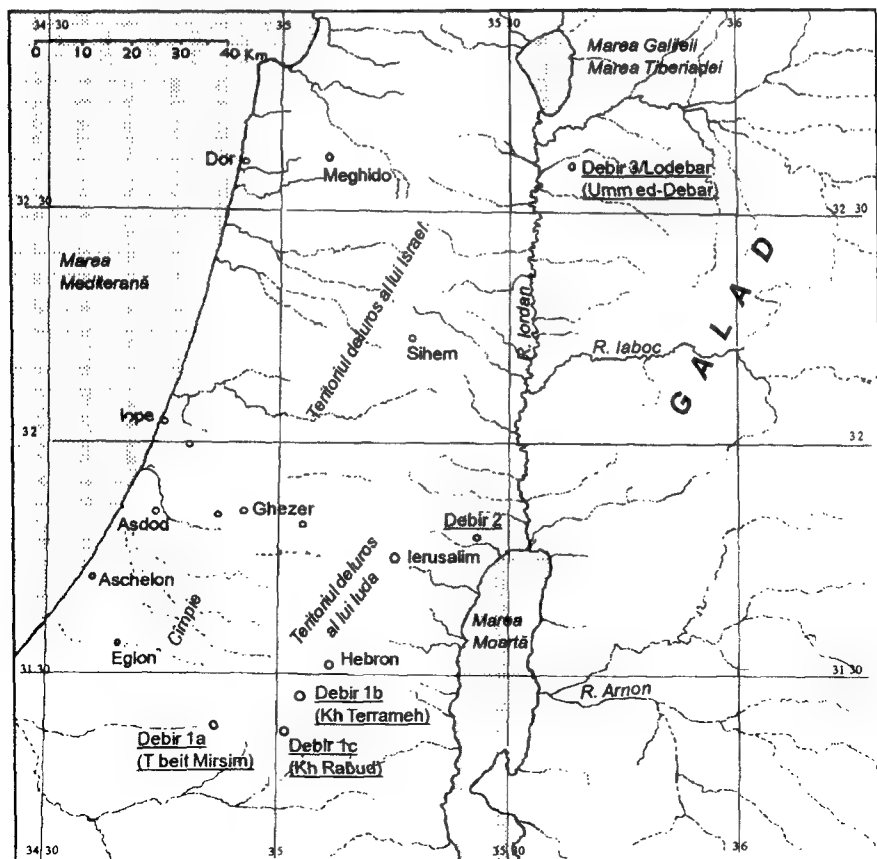 34 30
35
35 30
36
0 10 20 30 40 Km
Marea Galileii
Marea Tiberiadei
Dor
Meghido
Debir 3/Lodebar
(Umm ed-Debar)
32 30
32 30
Marea
Mediterană
Teritoriul deluros al lui Israel
R. Iordan
GALAD
Sihem
R. Iaboc
Iope
32
32
Asdod
Ghezer
Debir 2
Ierusalim
Aschelon
Cîmpie
Teritoriul deluros
al lui Iuda
Marea
Moartă
Eglon
Hebron
31 30
31 30
Debir 1b
(Kh Terrameh)
R. Arnon
Debir 1a
(T beit Mirsim)
Debir 1c
(Kh Rabud)
34 30
35
35 30
36